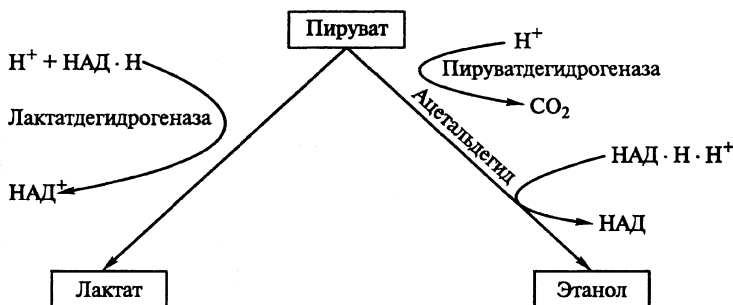 Пируват
H⁺ + НАД · Н
H⁺
Пируватдегидрогеназа
CO₂
Лактатдегидрогеназа
Ацетальдегид
НАД · Н · Н⁺
НАД⁺
НАД
Лактат
Этанол